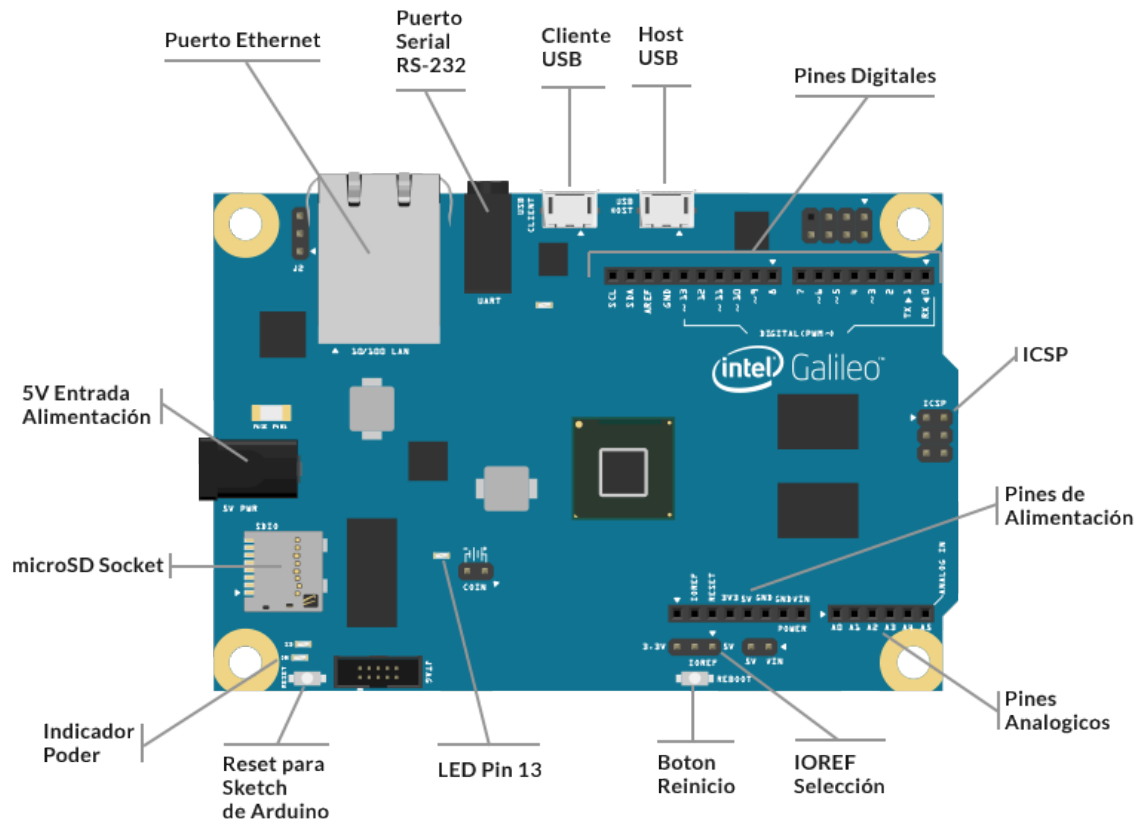 Puerto Ethernet
Puerto
Serial
RS-232
Cliente
USB
Host
USB
Pines Digitales
USB
CLIENT
USB
HOST
J2
UART
SCL
SDA
AREF
GND
~13
12
~11
~10
~9
8
7
~6
~5
4
~3
2
TX 1
RX 0
DIGITAL(PWM~)
10/100 LAN
intel Galileo™
ICSP
ICSP
5V Entrada
Alimentación
5V PWR
SDIO
microSD Socket
COIN
Pines de
Alimentación
ANALOG IN
IOREF
RESET
3V3
5V
GND
GND
VIN
POWER
A0
A1
A2
A3
A4
A5
3.3V
5V
IOREF
5V
VIN
REBOOT
RESET
JTAG
Pines
Analogicos
Indicador
Poder
Reset para
Sketch
de Arduino
LED Pin 13
Boton
Reinicio
IOREF
Selección